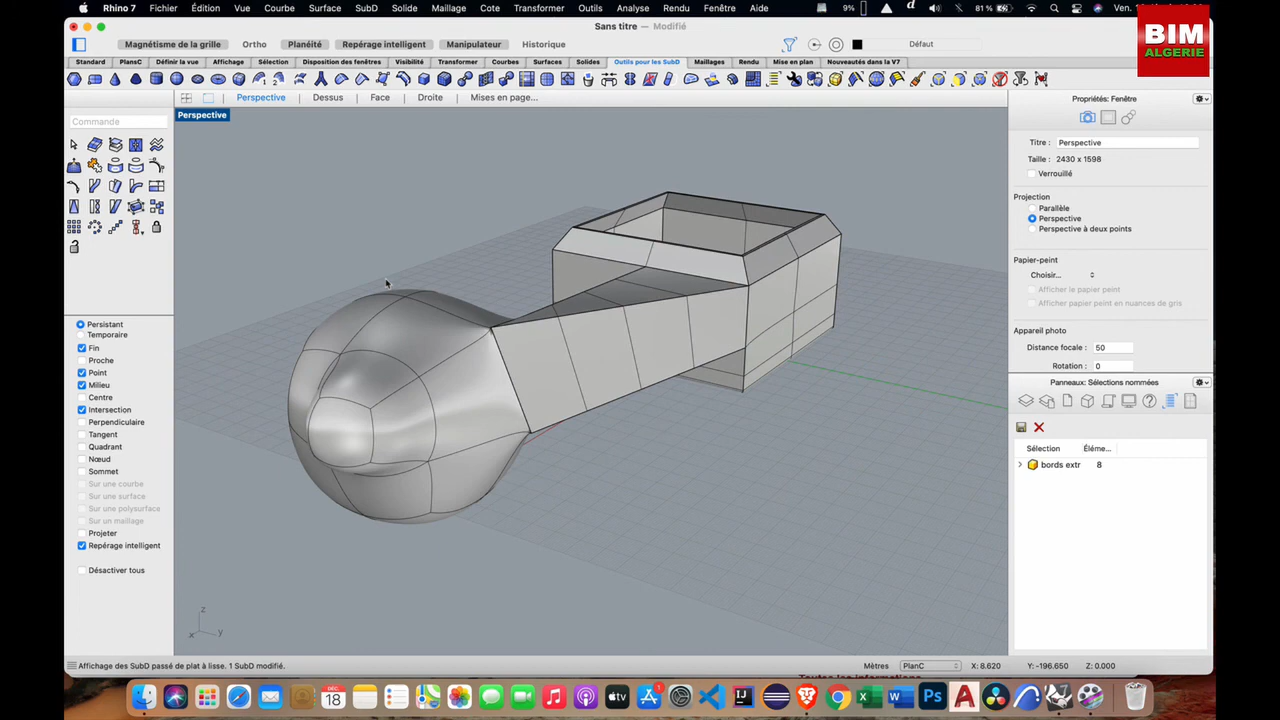 Rhino 7 Fichier Édition Vue Courbe Surface SubD Solide Maillage Cote Transformer Outils Analyse Rendu Panneaux Fenêtre Aide 9% 81 %
BIM
ALGERIE
Sans titre — Modifié
Magnétisme de la grille Ortho Planéité Repérage intelligent Manipulateur Historique Défaut
Standard PlansC Définir la vue Affichage Sélection Disposition des fenêtres Visibilité Transformer Courbes Surfaces Solides Outils pour les SubD Maillages Rendu Mise en plan Nouveautés dans la V7
Perspective Dessus Face Droite Mises en page...
Perspective
Commande
Persistant
Temporaire
Fin
Proche
Point
Milieu
Centre
Intersection
Perpendiculaire
Tangent
Quadrant
Nœud
Sommet
Sur une courbe
Sur une surface
Sur une polysurface
Sur un maillage
Projeter
Repérage intelligent
Désactiver tous
z
x y
Propriétés: Fenêtre
Titre : Perspective
Taille : 2430 x 1598
Verrouillé
Projection
Parallèle
Perspective
Perspective à deux points
Papier-peint
Choisir...
Afficher le papier peint
Afficher papier peint en nuances de gris
Appareil photo
Distance focale : 50
Rotation : 0
Panneaux: Sélections nommées
Sélection Éléme...
bords extr 8
Affichage des SubD passé de plat à lisse. 1 SubD modifié. Mètres PlanC X: 8.620 Y: -196.650 Z: 0.000
DÉC.
18